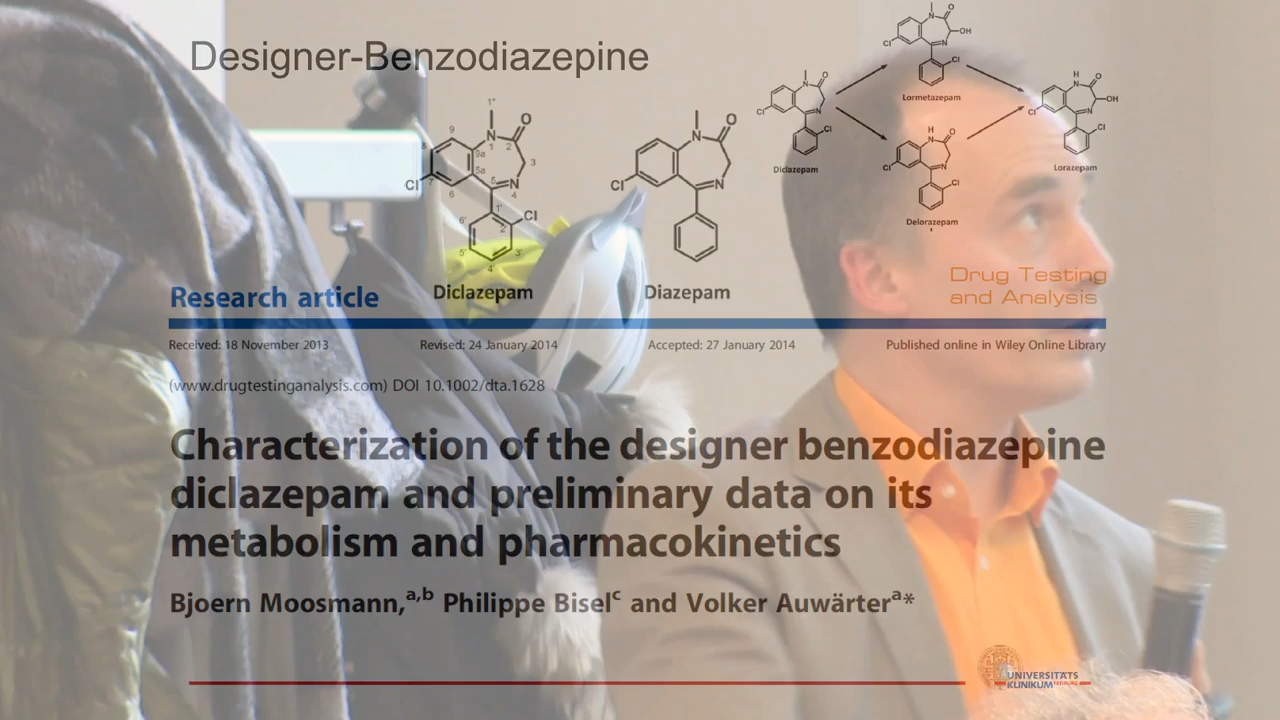 Designer-Benzodiazepine
Diclazepam
Diazepam
Diclazepam
Lormetazepam
Delorazepam
Lorazepam
Research article
Drug Testing
and Analysis
Received: 18 November 2013
Revised: 24 January 2014
Accepted: 27 January 2014
Published online in Wiley Online Library
(www.drugtestinganalysis.com) DOI 10.1002/dta.1628
Characterization of the designer benzodiazepine
diclazepam and preliminary data on its
metabolism and pharmacokinetics
Bjoern Moosmann,a,b Philippe Biselc and Volker Auwärtera*
UNIVERSITÄTS
KLINIKUM